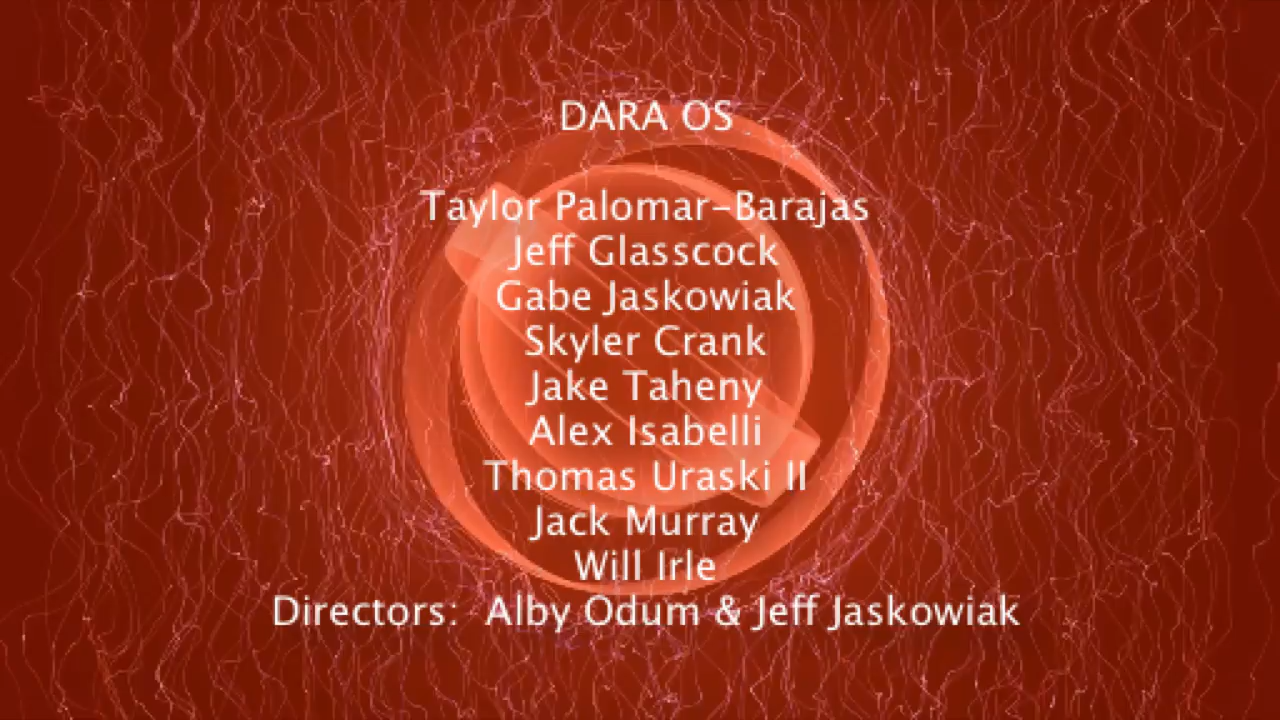 DARA OS
Taylor Palomar-Barajas
Jeff Glasscock
Gabe Jaskowiak
Skyler Crank
Jake Taheny
Alex Isabelli
Thomas Uraski II
Jack Murray
Will Irle
Directors: Alby Odum & Jeff Jaskowiak